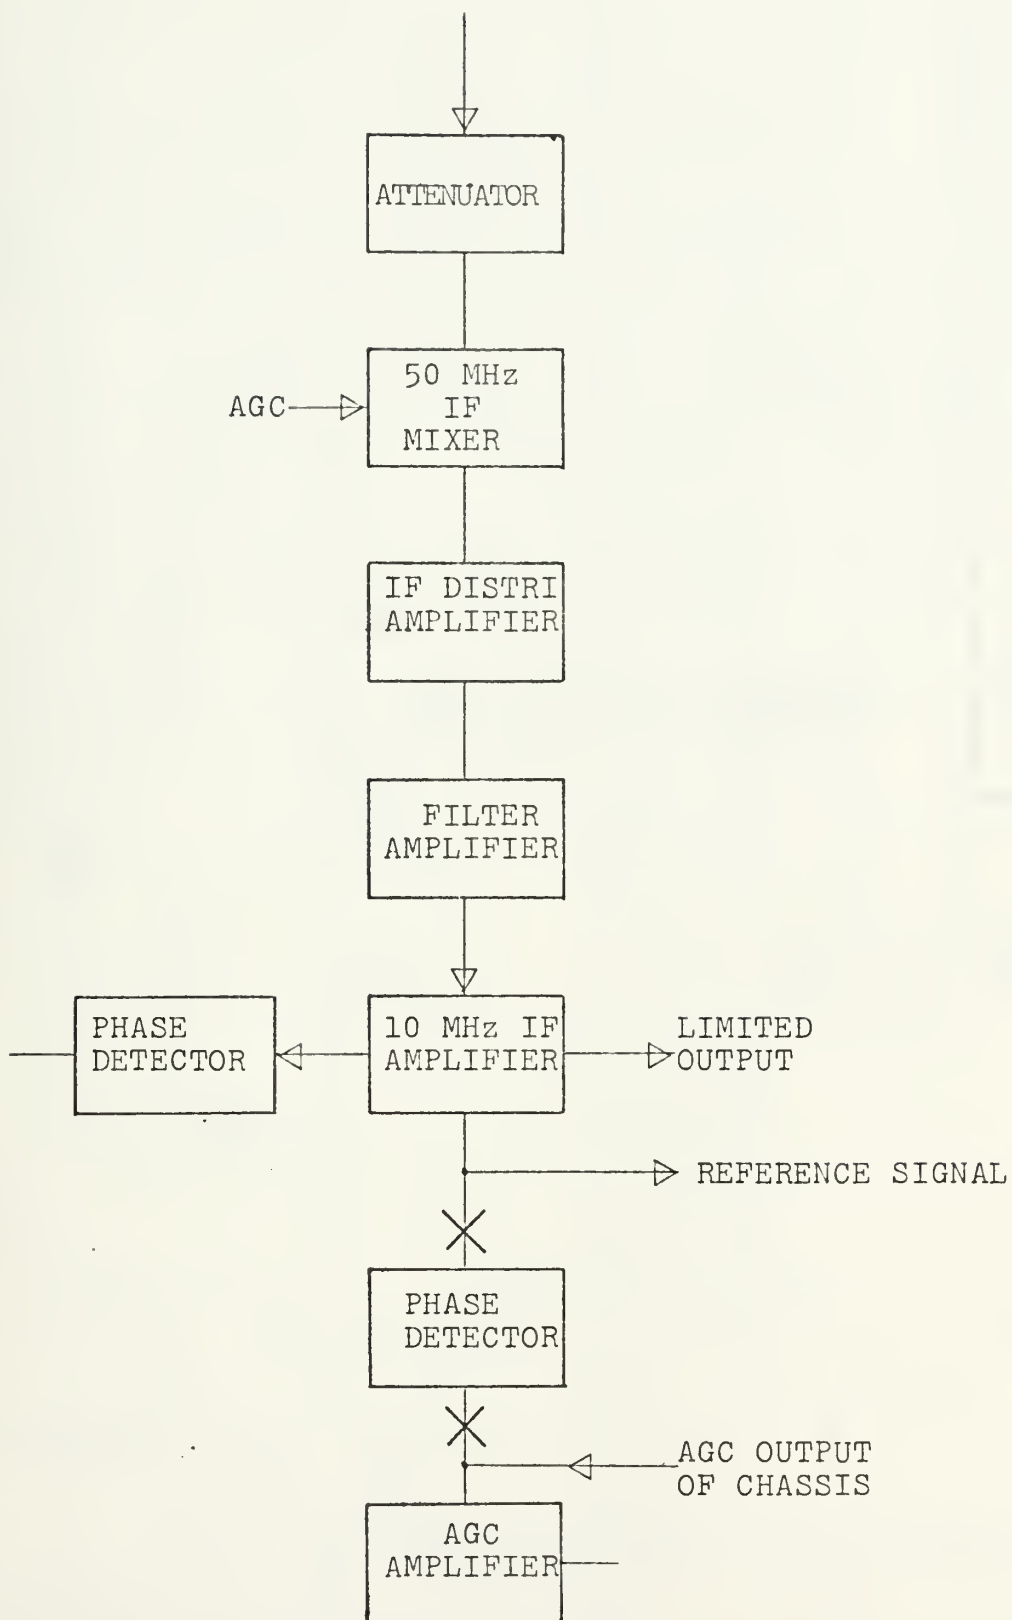 ATTENUATOR
AGC
50 MHz
IF
MIXER
IF DISTRI
AMPLIFIER
FILTER
AMPLIFIER
PHASE
DETECTOR
10 MHz IF
AMPLIFIER
LIMITED
OUTPUT
REFERENCE SIGNAL
PHASE
DETECTOR
AGC OUTPUT
OF CHASSIS
AGC
AMPLIFIER